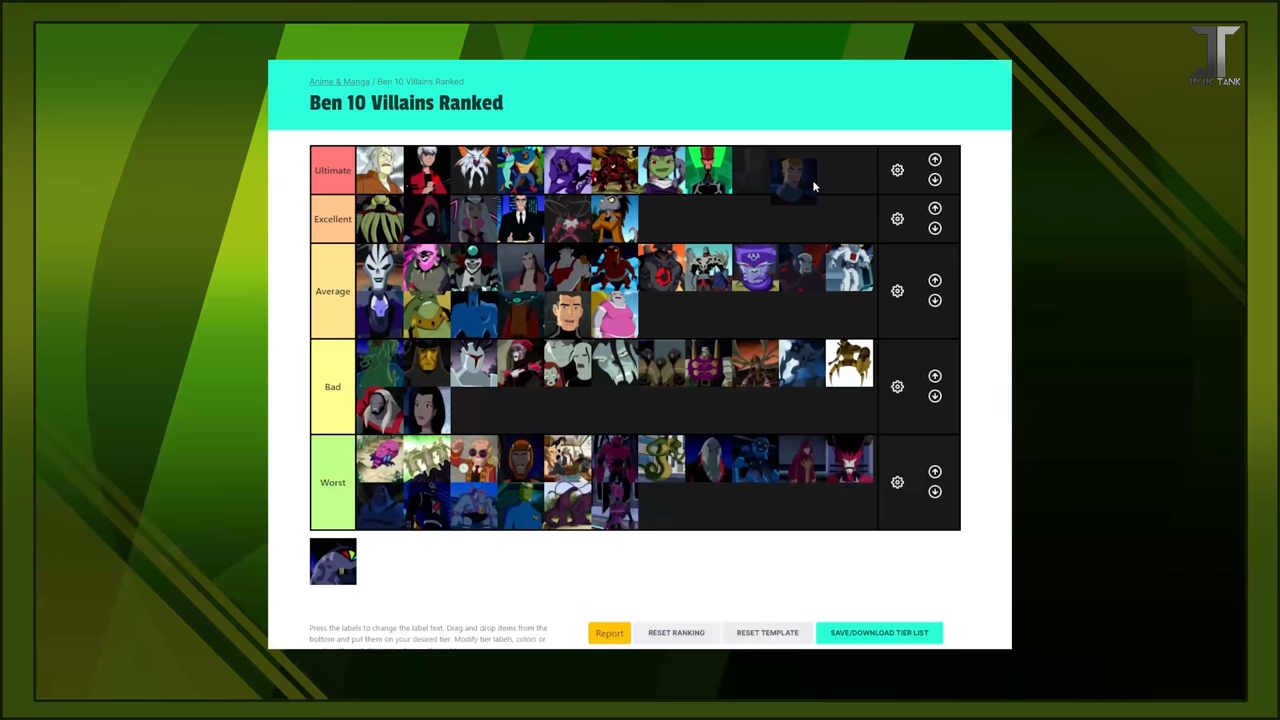 TANK
Anime & Manga / Ben 10 Villains Ranked
Ben 10 Villains Ranked
Ultimate
Excellent
Average
Bad
Worst
Press the labels to change the label text. Drag and drop items from the
bottom and put them on your desired tier. Modify tier labels, colors or
Report
RESET RANKING
RESET TEMPLATE
SAVE/DOWNLOAD TIER LIST